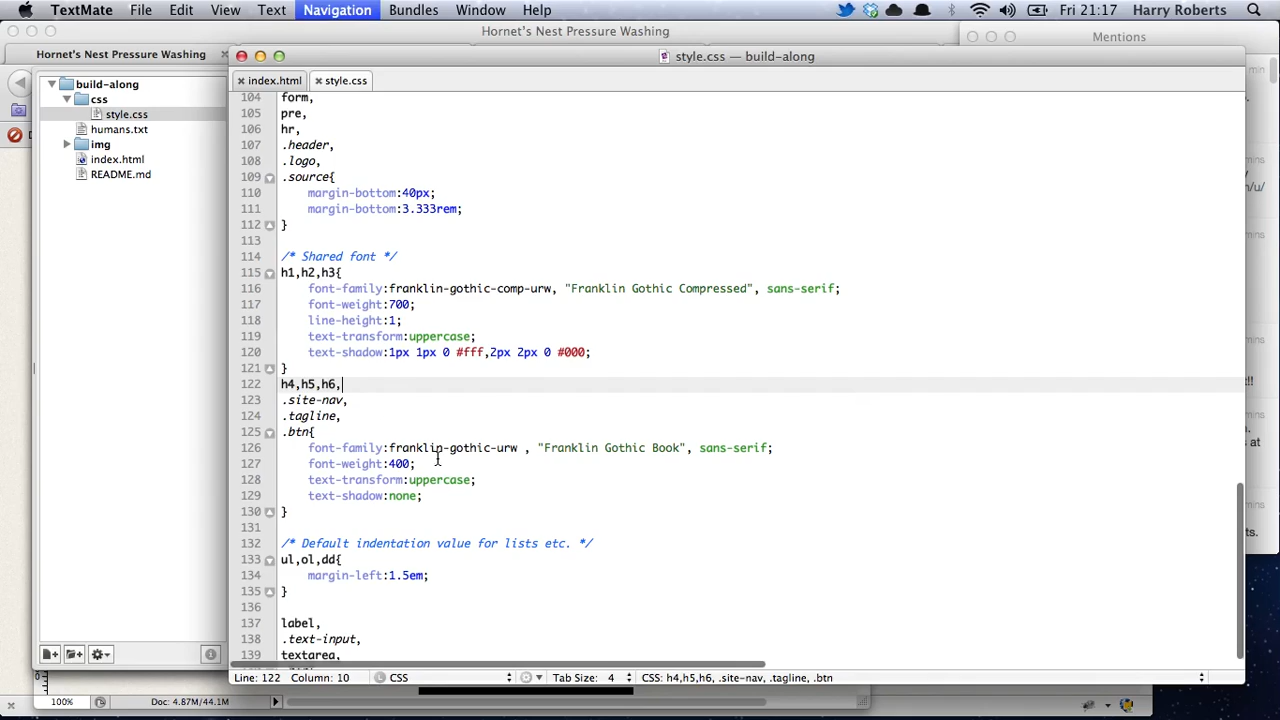 TextMate File Edit View Text Navigation Bundles Window Help Fri 21:17 Harry Roberts
Hornet's Nest Pressure Washing
Mentions
Hornet's Nest Pressure Washing
style.css — build-along
build-along
css
style.css
humans.txt
img
index.html
README.md
index.html style.css
104 form,
105 pre,
106 hr,
107 .header,
108 .logo,
109 .source{
110 margin-bottom:40px;
111 margin-bottom:3.333rem;
112 }
113
114 /* Shared font */
115 h1,h2,h3{
116 font-family:franklin-gothic-comp-urw, "Franklin Gothic Compressed", sans-serif;
117 font-weight:700;
118 line-height:1;
119 text-transform:uppercase;
120 text-shadow:1px 1px 0 #fff,2px 2px 0 #000;
121 }
122 h4,h5,h6,
123 .site-nav,
124 .tagline,
125 .btn{
126 font-family:franklin-gothic-urw , "Franklin Gothic Book", sans-serif;
127 font-weight:400;
128 text-transform:uppercase;
129 text-shadow:none;
130 }
131
132 /* Default indentation value for lists etc. */
133 ul,ol,dd{
134 margin-left:1.5em;
135 }
136
137 label,
138 .text-input,
139 textarea,
Line: 122 Column: 10 CSS Tab Size: 4 CSS: h4,h5,h6, .site-nav, .tagline, .btn
100% Doc: 4.87M/44.1M